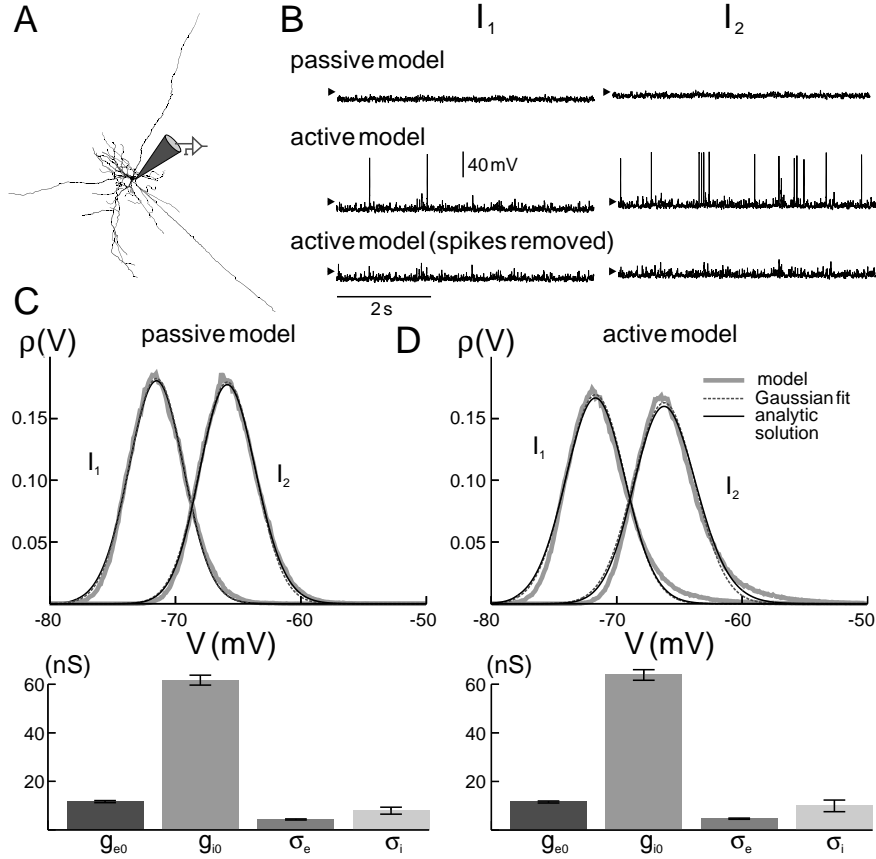 A
B
I1
I2
passive model
active model
40 mV
active model (spikes removed)
2 s
C
ρ(V)
passive model
0.15
0.10
0.05
I1
I2
-80
-70
-60
-50
V (mV)
D
ρ(V)
active model
model
Gaussian fit
analytic
solution
0.15
0.10
0.05
I1
I2
-80
-70
-60
-50
V (mV)
(nS)
60
40
20
ge0
gi0
σe
σi
(nS)
60
40
20
ge0
gi0
σe
σi